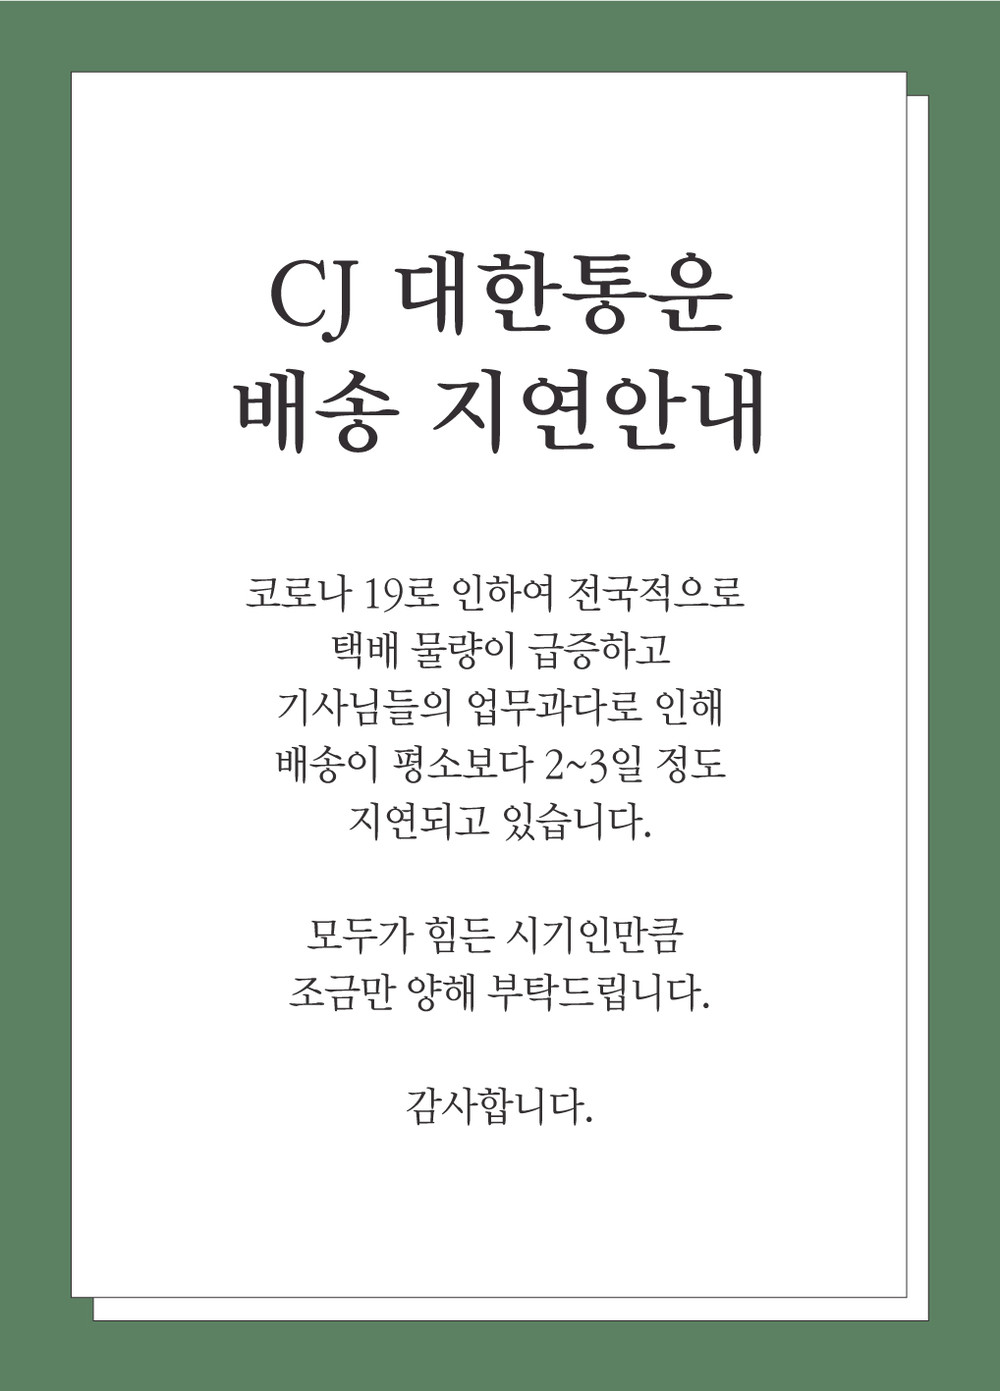 CJ 대한통운
배송 지연안내
코로나 19로 인하여 전국적으로
택배 물량이 급증하고
기사님들의 업무과다로 인해
배송이 평소보다 2~3일 정도
지연되고 있습니다.
모두가 힘든 시기인만큼
조금만 양해 부탁드립니다.
감사합니다.